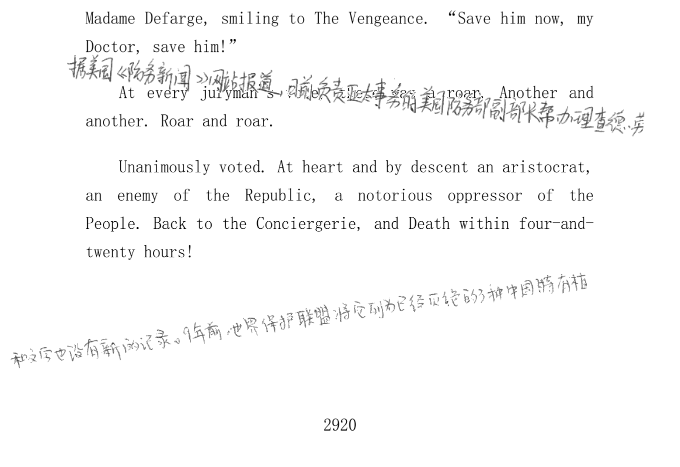 Madame Defarge, smiling to The Vengeance. “Save him now, my
Doctor, save him!”
据美国《防务新闻》网站报道,日前负责亚太事务的美国防务部副部长帮办理查德.劳
At every juryman's vote, there was a roar. Another and
another. Roar and roar.
Unanimously voted. At heart and by descent an aristocrat,
an enemy of the Republic, a notorious oppressor of the
People. Back to the Conciergerie, and Death within four-and-
twenty hours!
和文字也没有新的记录。9年前,世界保护联盟将它列为已经灭绝的3种中国特有植
2920